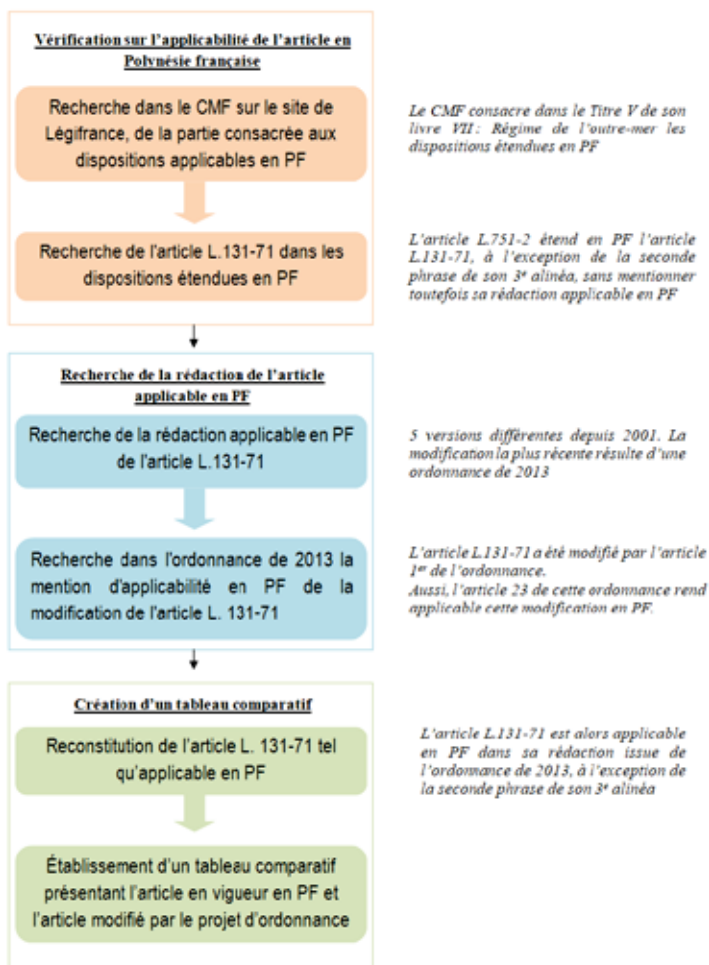 Vérification sur l'applicabilité de l'article en
Polynésie française
Recherche dans le CMF sur le site de
Légifrance, de la partie consacrée aux
dispositions applicables en PF
Le CMF consacre dans le Titre V de son
livre VII : Régime de l'outre-mer les
dispositions étendues en PF
Recherche de l'article L.131-71 dans les
dispositions étendues en PF
L'article L.751-2 étend en PF l'article
L.131-71, à l'exception de la seconde
phrase de son 3e alinéa, sans mentionner
toutefois sa rédaction applicable en PF
Recherche de la rédaction de l'article
applicable en PF
Recherche de la rédaction applicable en PF
de l'article L.131-71
5 versions différentes depuis 2001. La
modification la plus récente résulte d'une
ordonnance de 2013
Recherche dans l'ordonnance de 2013 la
mention d'applicabilité en PF de la
modification de l'article L. 131-71
L'article L.131-71 a été modifié par l'article
1er de l'ordonnance.
Aussi, l'article 23 de cette ordonnance rend
applicable cette modification en PF.
Création d'un tableau comparatif
Reconstitution de l'article L. 131-71 tel
qu'applicable en PF
L'article L.131-71 est alors applicable
en PF dans sa rédaction issue de
l'ordonnance de 2013, à l'exception de
la seconde phrase de son 3e alinéa
Établissement d'un tableau comparatif
présentant l'article en vigueur en PF et
l'article modifié par le projet d'ordonnance